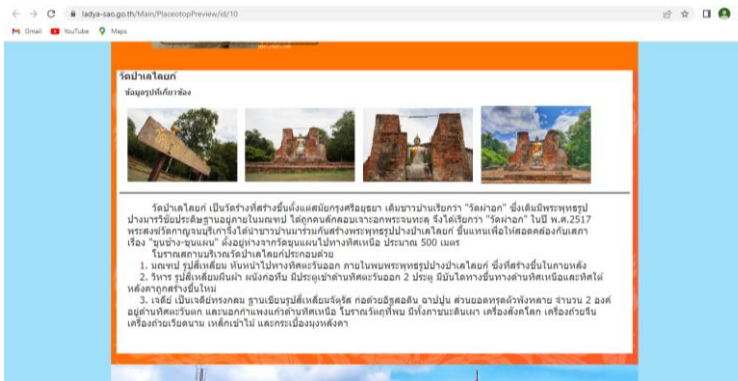 ladya-sao.go.th/Main/PlaceotopPreview/id/10
Gmail YouTube Maps
วัดป่าเลไลยก์
ข้อมูลรูปที่เกี่ยวข้อง
วัดป่าเลไลยก์ เป็นวัดร้างที่สร้างขึ้นตั้งแต่สมัยกรุงศรีอยุธยา เดิมชาวบ้านเรียกว่า "วัดผ่าอก" ซึ่งเดิมมีพระพุทธรูป
ปางมารวิชัยประดิษฐานอยู่ภายในมณฑป ได้ถูกคนลักลอบเจาะอกพระจนทะลุ จึงได้เรียกว่า "วัดผ่าอก" ในปี พ.ศ.2517
พระสงฆ์วัดกาญจนบุรีเก่าจึงได้นำชาวบ้านมาร่วมกันสร้างพระพุทธรูปปางป่าเลไลยก์ ขึ้นแทนเพื่อให้สอดคล้องกับเสภา
เรื่อง "ขุนช้าง-ขุนแผน" ตั้งอยู่ห่างจากวัดขุนแผนไปทางทิศเหนือ ประมาณ 500 เมตร
โบราณสถานบริเวณวัดป่าเลไลยก์ประกอบด้วย
1. มณฑป รูปสี่เหลี่ยม หันหน้าไปทางทิศตะวันออก ภายในพบพระพุทธรูปปางป่าเลไลยก์ ซึ่งที่สร้างขึ้นในภายหลัง
2. วิหาร รูปสี่เหลี่ยมผืนผ้า ผนังก่อทึบ มีประตูเข้าด้านทิศตะวันออก 2 ประตู มีบันไดทางขึ้นทางด้านทิศเหนือและทิศใต้
หลังคาถูกสร้างขึ้นใหม่
3. เจดีย์ เป็นเจดีย์ทรงกลม ฐานเขียงรูปสี่เหลี่ยมจัตุรัส ก่อด้วยอิฐสอดิน ฉาบปูน ส่วนยอดทรุดตัวพังทลาย จำนวน 2 องค์
อยู่ด้านทิศตะวันตก และนอกกำแพงแก้วด้านทิศเหนือ โบราณวัตถุที่พบ มีทั้งภาชนะดินเผา เครื่องสังคโลก เครื่องถ้วยจีน
เครื่องถ้วยเวียดนาม เหล็กเข้าไม้ และกระเบื้องมุงหลังคา